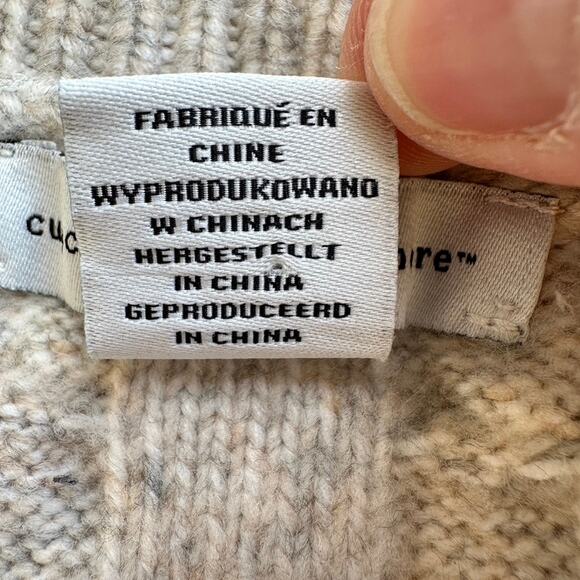 FABRIQUÉ EN
CHINE
WYPRODUKOWANO
W CHINACH
HERGESTELLT
IN CHINA
GEPRODUCEERD
IN CHINA